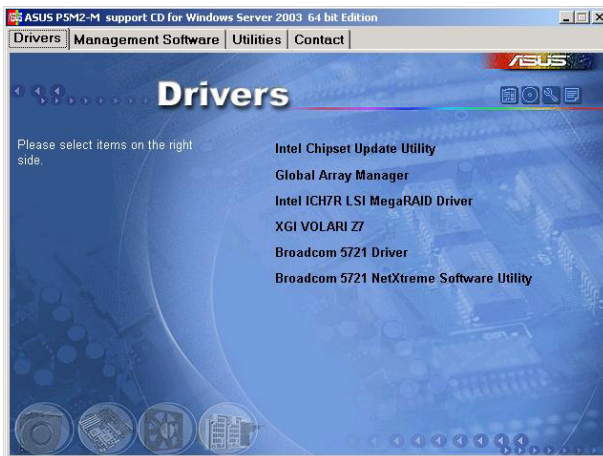 ASUS P5M2-M support CD for Windows Server 2003 64 bit Edition
Drivers Management Software Utilities Contact
ASUS
Drivers
Please select items on the right
side.
Intel Chipset Update Utility
Global Array Manager
Intel ICH7R LSI MegaRAID Driver
XGI VOLARI Z7
Broadcom 5721 Driver
Broadcom 5721 NetXtreme Software Utility